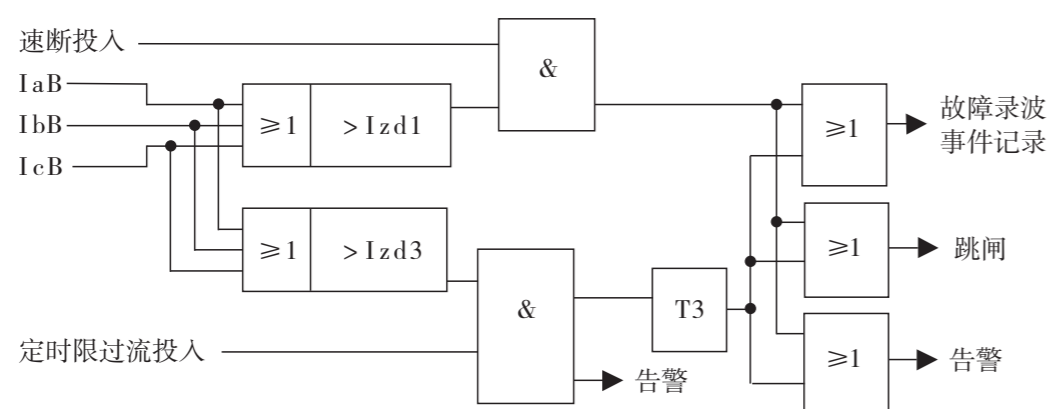 速断投入
&
IaB
IbB
IcB
≥1
>Izd1
≥1
故障录波
事件记录
≥1
>Izd3
≥1
跳闸
&
T3
定时限过流投入
告警
≥1
告警